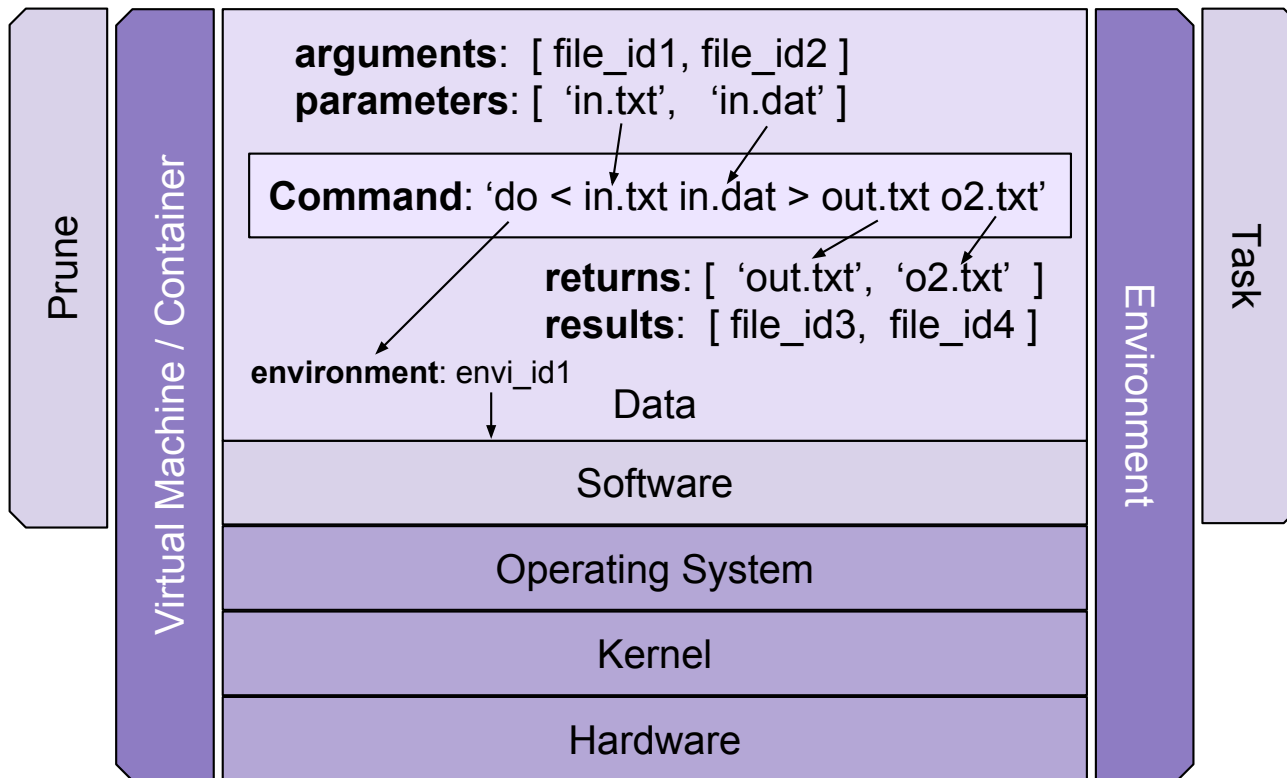 Prune
Virtual Machine / Container
arguments: [ file_id1, file_id2 ]
parameters: [ ‘in.txt’, ‘in.dat’ ]
Command: ‘do < in.txt in.dat > out.txt o2.txt’
returns: [ ‘out.txt’, ‘o2.txt’ ]
results: [ file_id3, file_id4 ]
environment: envi_id1
Data
Software
Operating System
Kernel
Hardware
Environment
Task